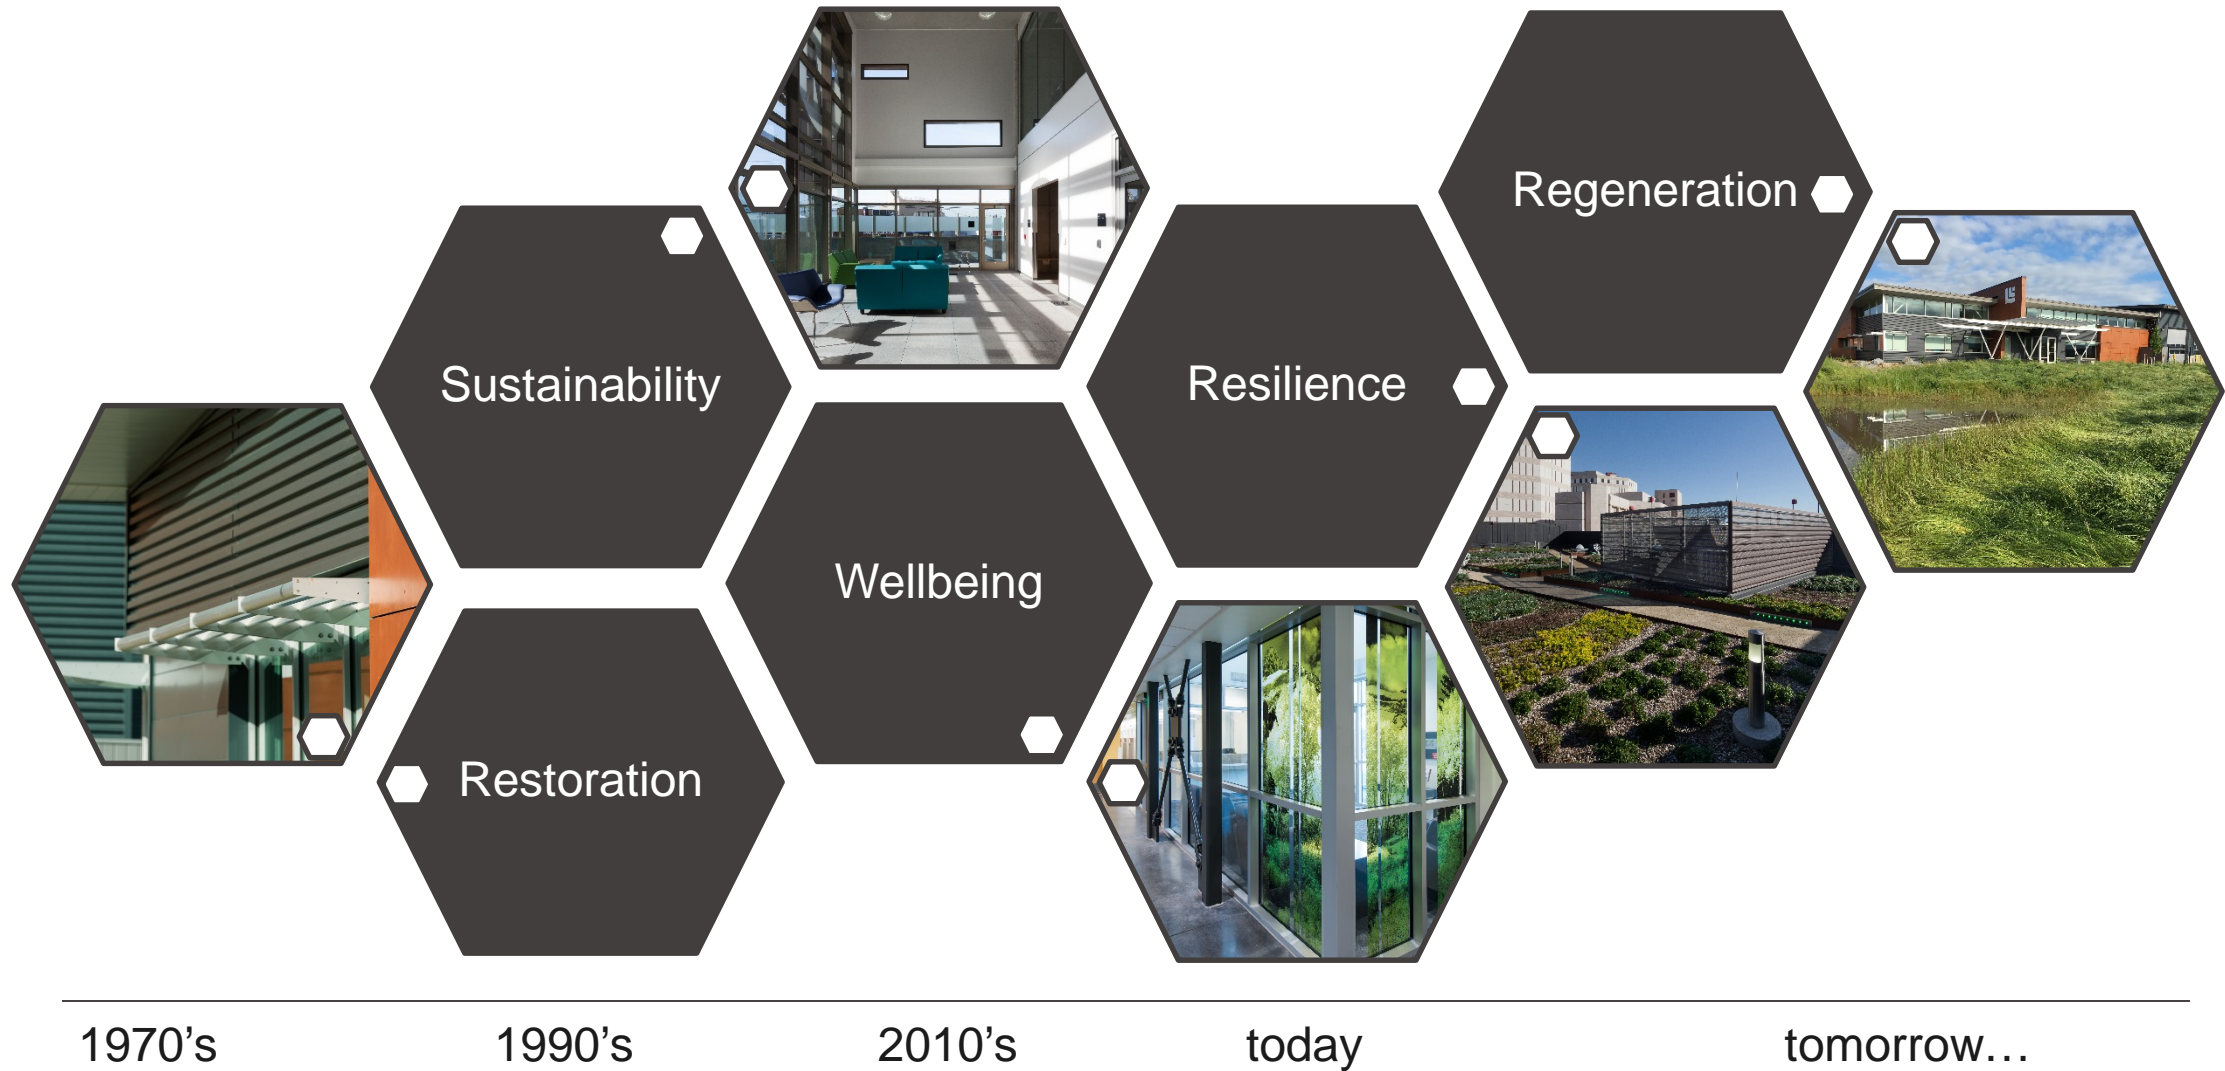 Regeneration
Sustainability
Resilience
Wellbeing
Restoration
1970’s
1990’s
2010’s
today
tomorrow…